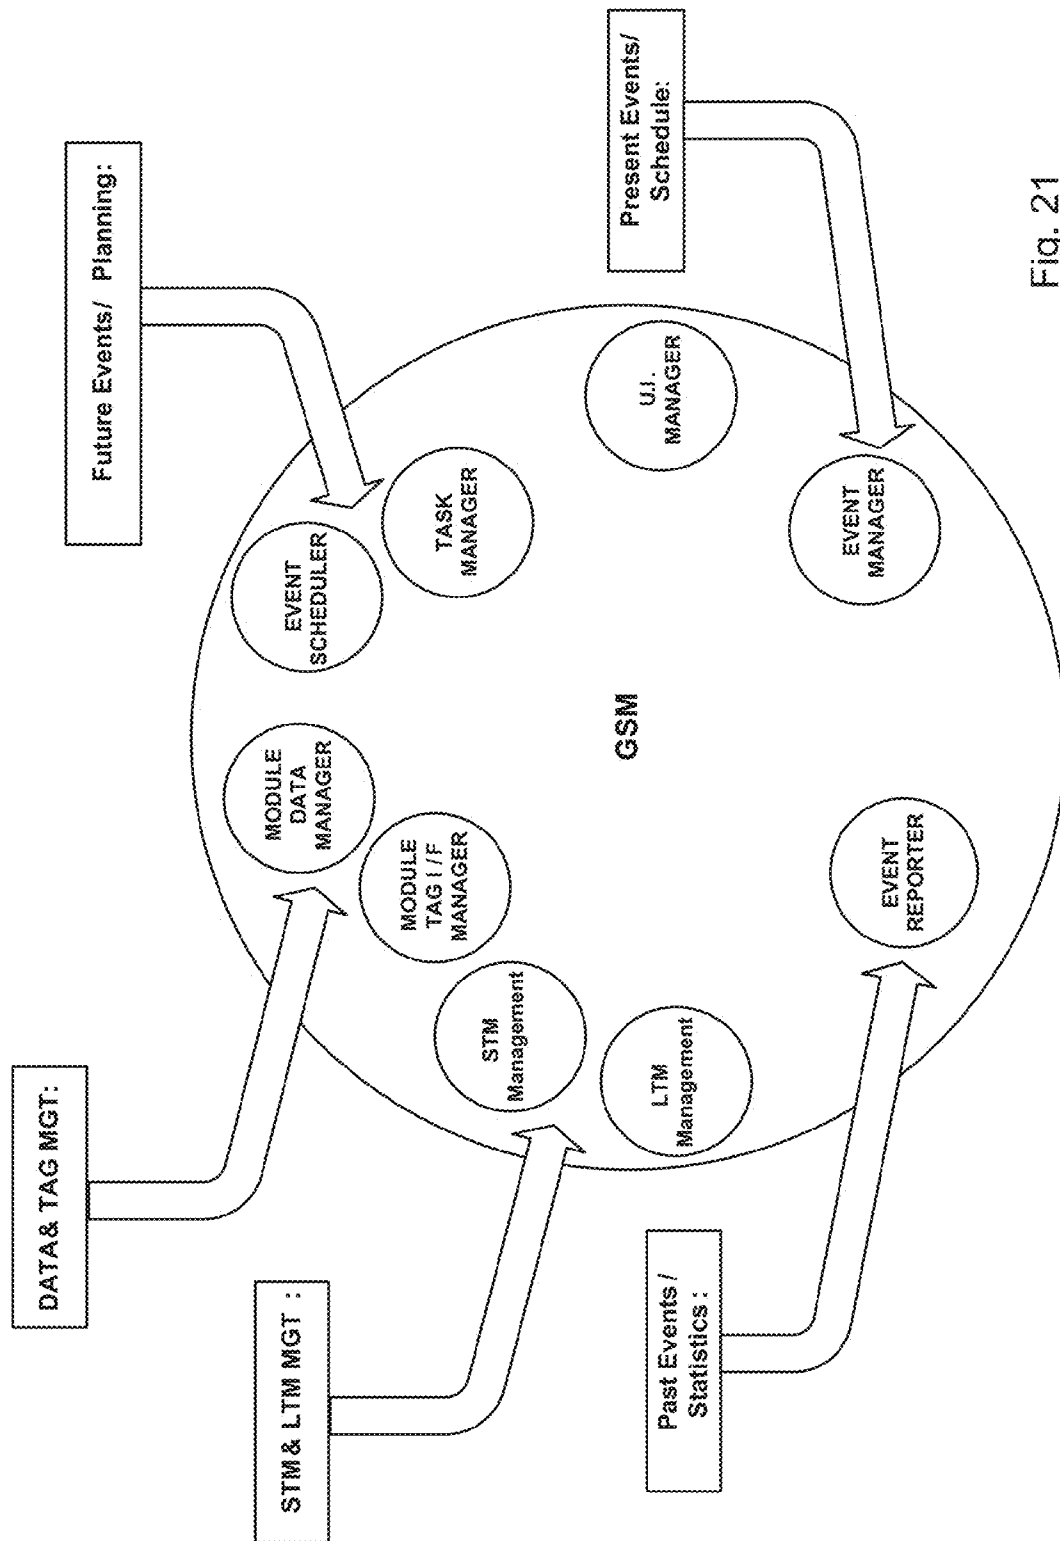 DATA& TAG MGT:
Future Events/ Planning:
STM& LTM MGT :
MODULE
DATA
MANAGER
EVENT
SCHEDULER
MODULE
TAG I / F
MANAGER
TASK
MANAGER
STM
Management
LTM
Management
GSM
U.I.
MANAGER
Past Events /
Statistics :
Present Events/
Schedule:
EVENT
REPORTER
EVENT
MANAGER
Fig. 21